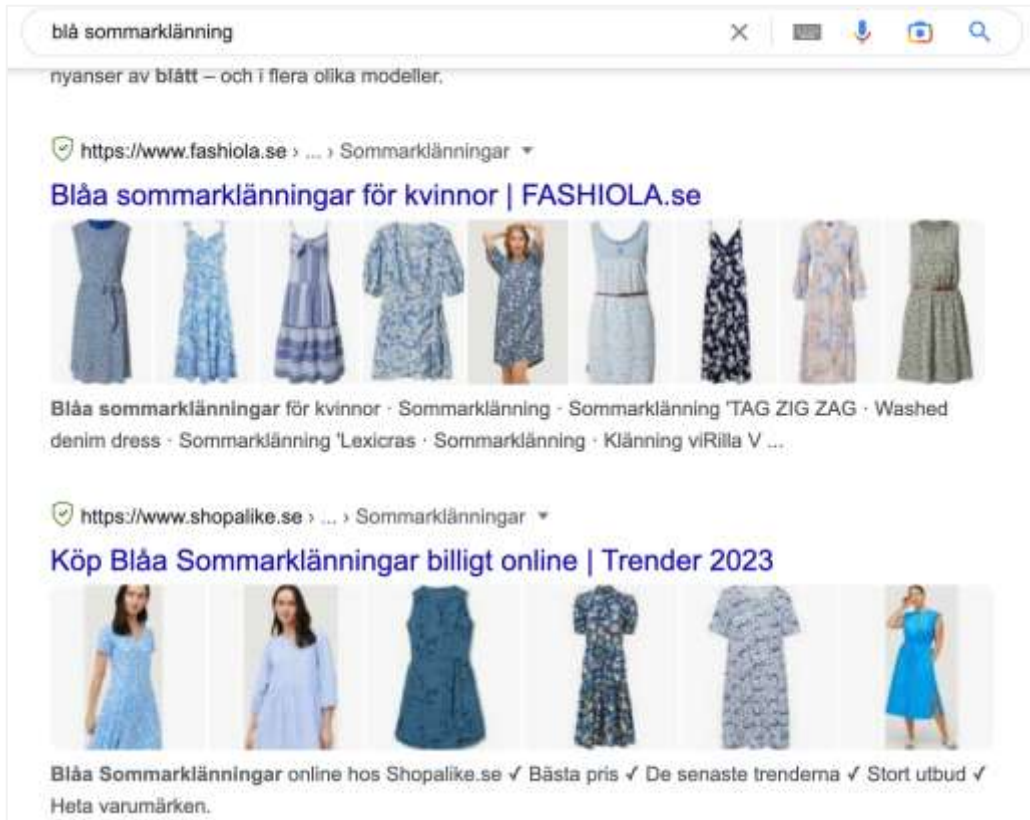 blå sommarklänning
nyanser av blått – och i flera olika modeller.
https://www.fashiola.se › ... › Sommarklänningar
Blåa sommarklänningar för kvinnor | FASHIOLA.se
Blåa sommarklänningar för kvinnor · Sommarklänning · Sommarklänning 'TAG ZIG ZAG · Washed
denim dress · Sommarklänning 'Lexicras · Sommarklänning · Klänning viRilla V ...
https://www.shopalike.se › ... › Sommarklänningar
Köp Blåa Sommarklänningar billigt online | Trender 2023
Blåa Sommarklänningar online hos Shopalike.se ✓ Bästa pris ✓ De senaste trenderna ✓ Stort utbud ✓
Heta varumärken.